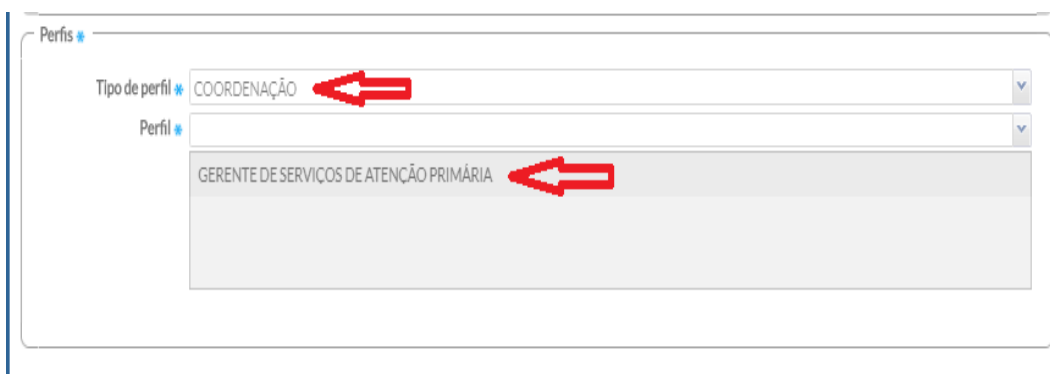 Perfis *
Tipo de perfil * COORDENAÇÃO
Perfil *
GERENTE DE SERVIÇOS DE ATENÇÃO PRIMÁRIA